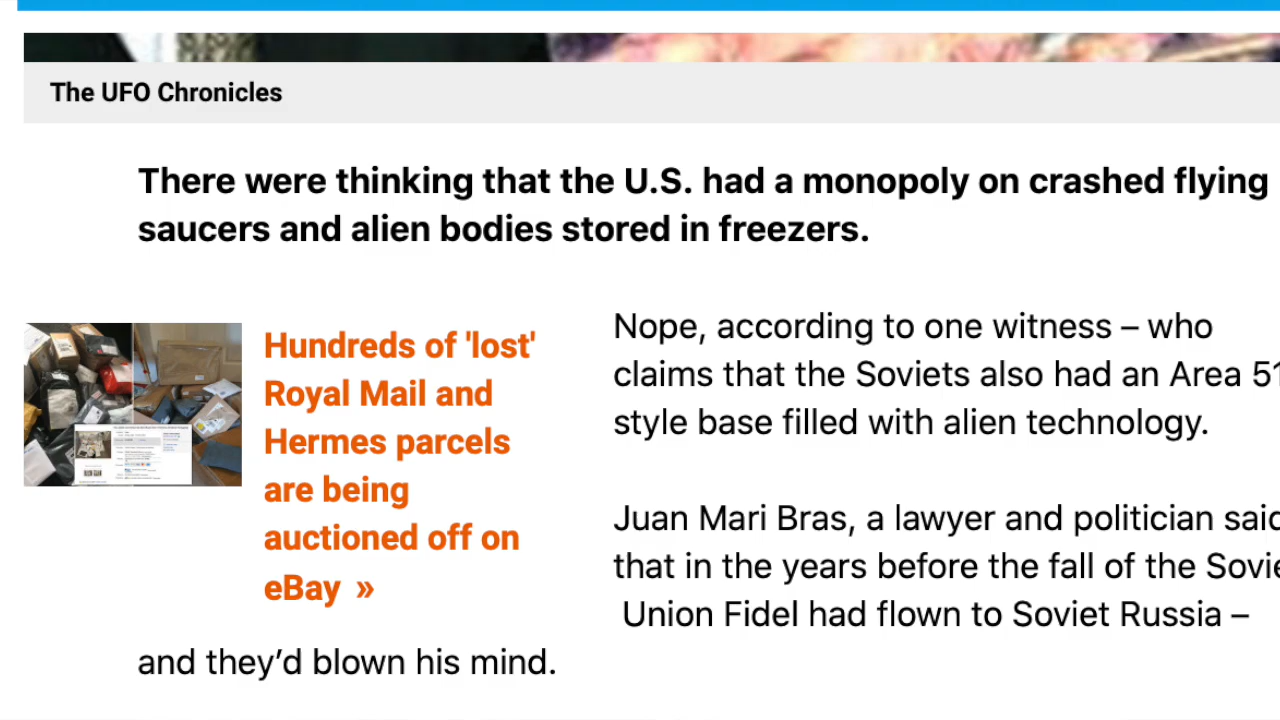 The UFO Chronicles
There were thinking that the U.S. had a monopoly on crashed flying
saucers and alien bodies stored in freezers.
Hundreds of 'lost'
Royal Mail and
Hermes parcels
are being
auctioned off on
eBay »
Nope, according to one witness – who
claims that the Soviets also had an Area 51
style base filled with alien technology.
Juan Mari Bras, a lawyer and politician said
that in the years before the fall of the Sovie
Union Fidel had flown to Soviet Russia –
and they’d blown his mind.